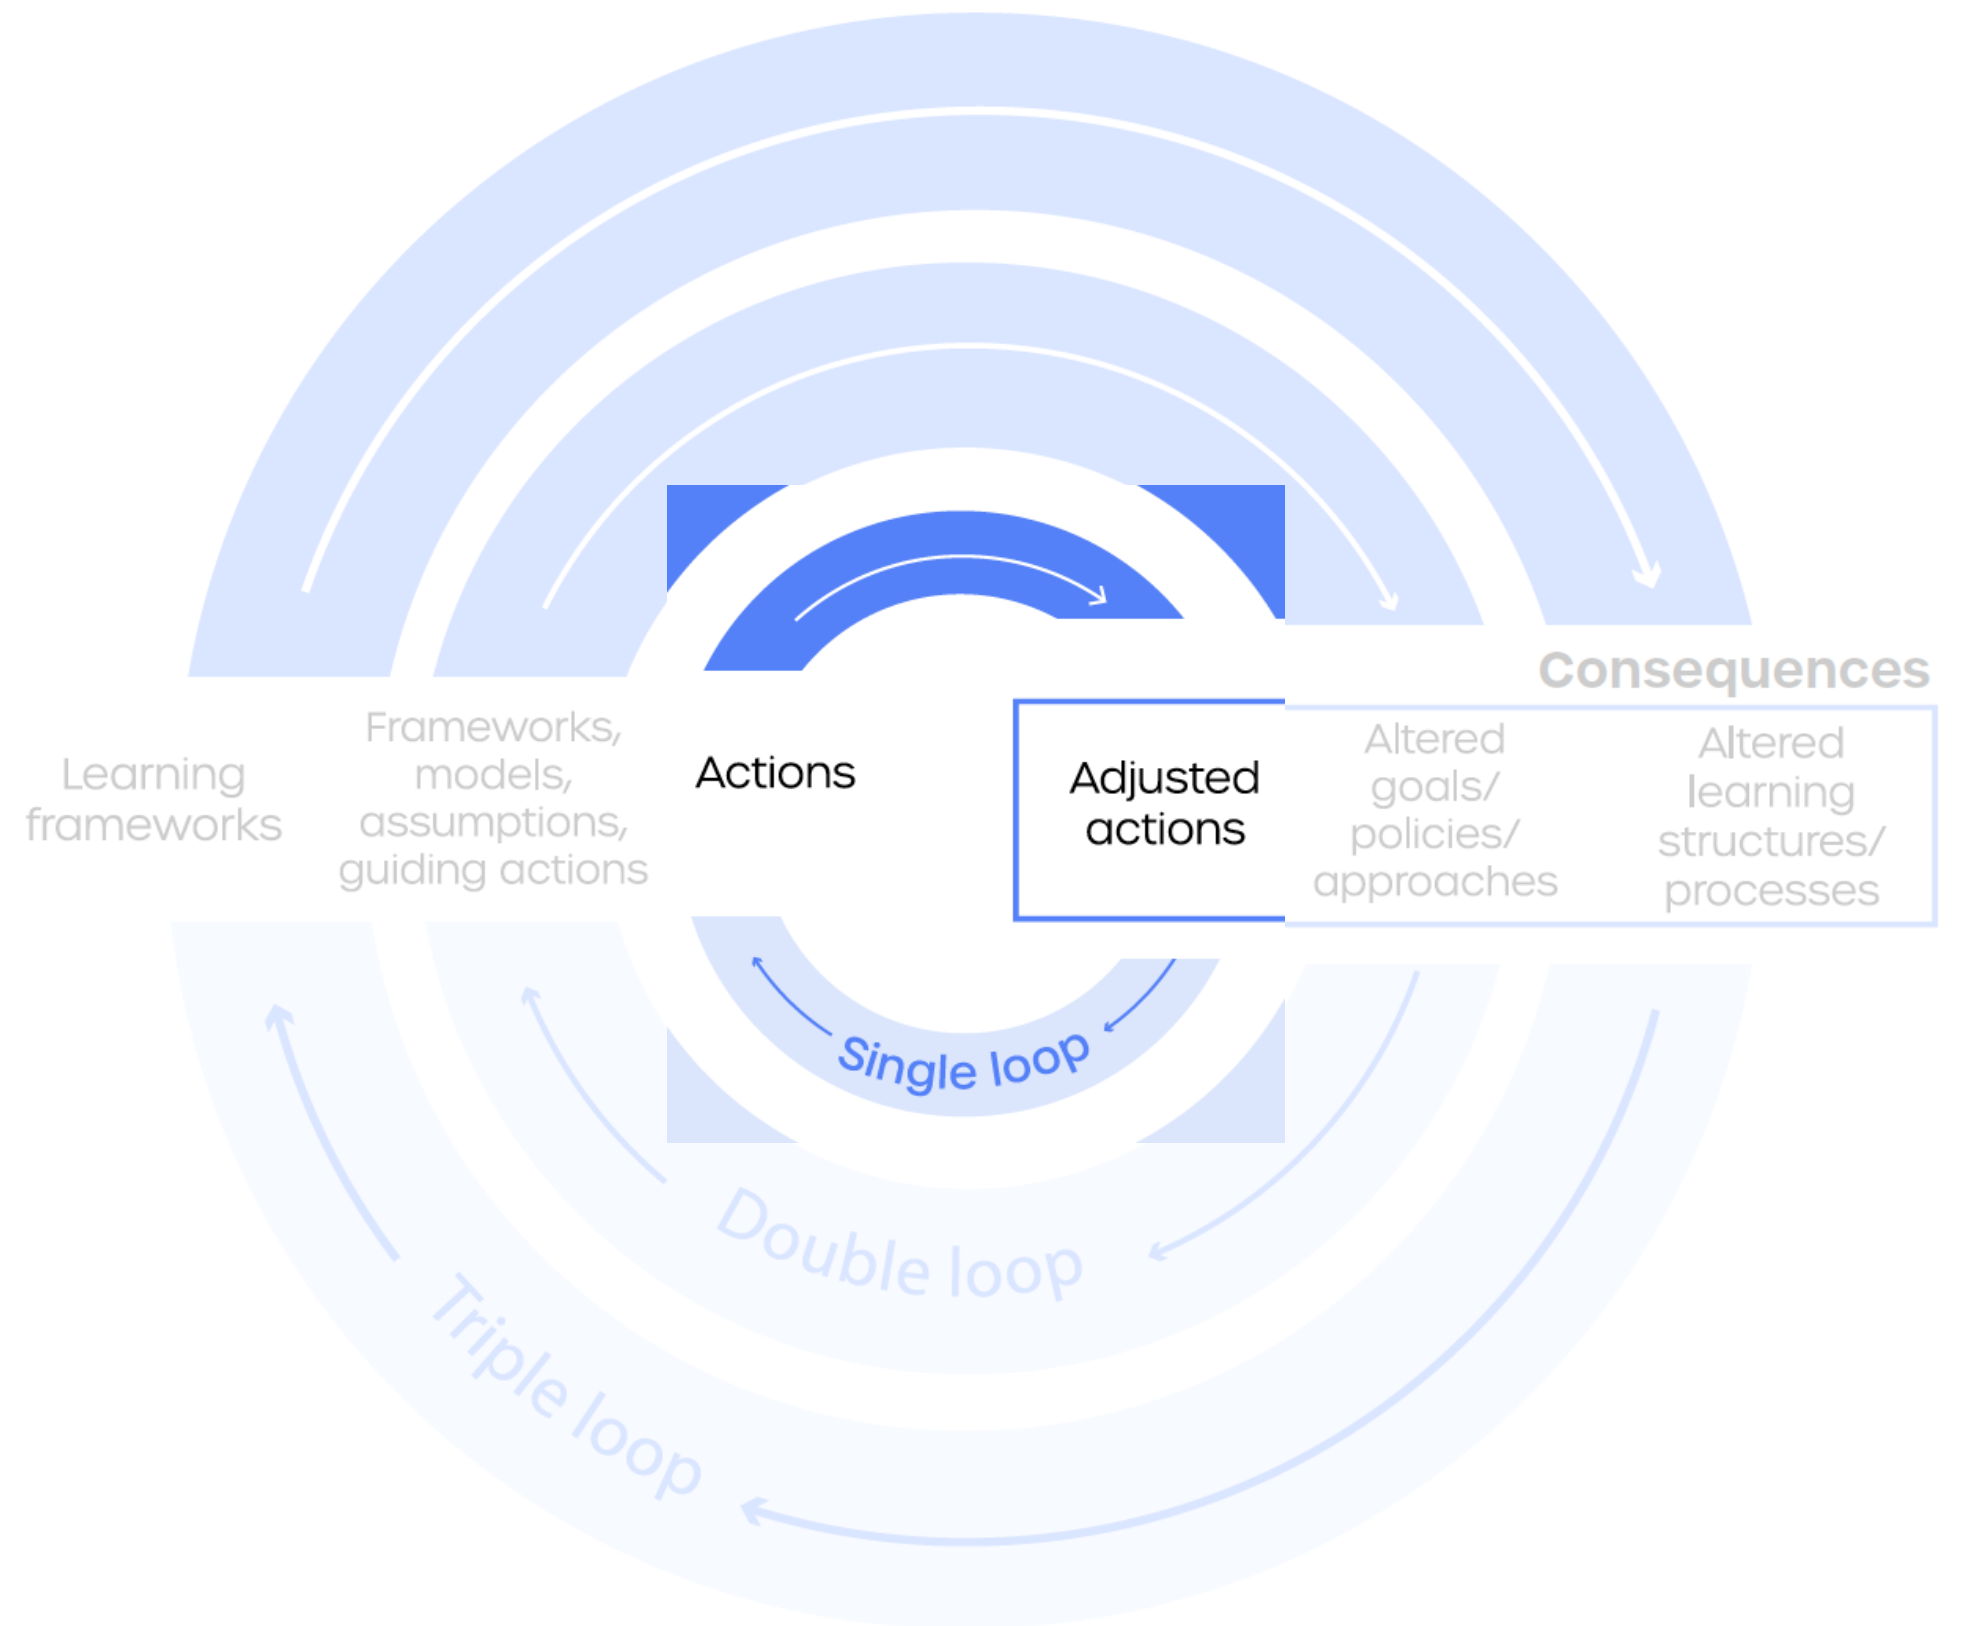 Consequences
Learning
frameworks
Frameworks,
models,
assumptions,
guiding actions
Actions
Adjusted
actions
Altered
goals/
policies/
approaches
Altered
learning
structures/
processes
Single loop
Double loop
Triple loop